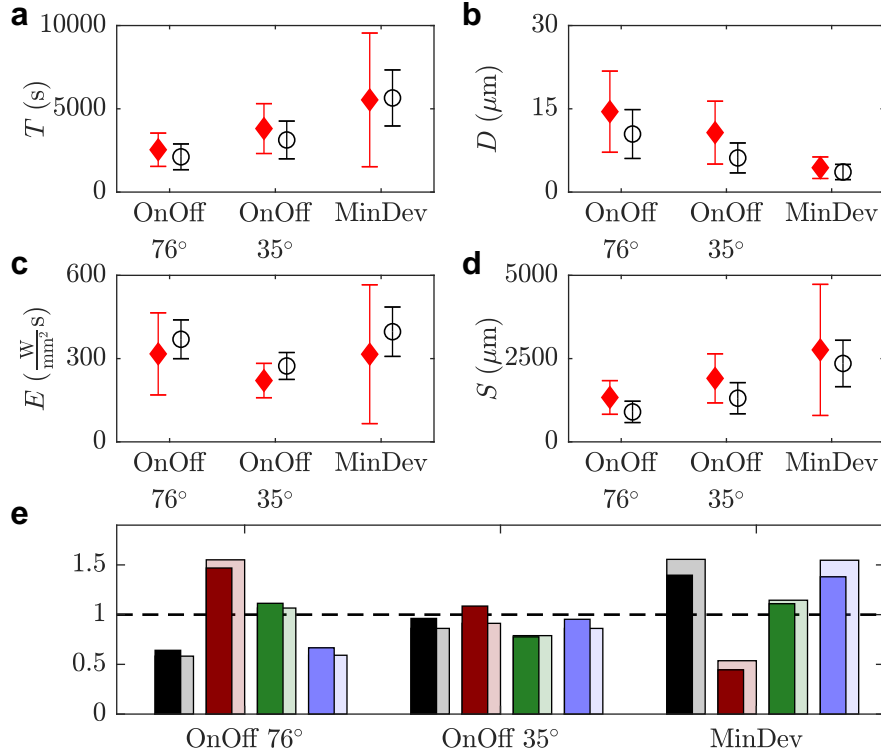 a
10000
5000
0
T (s)
OnOff
76°
OnOff
35°
MinDev
b
30
15
0
D (μm)
OnOff
76°
OnOff
35°
MinDev
c
600
300
0
E (W/mm² s)
OnOff
76°
OnOff
35°
MinDev
d
5000
2500
0
S (μm)
OnOff
76°
OnOff
35°
MinDev
e
1.5
1
0.5
0
OnOff 76°
OnOff 35°
MinDev